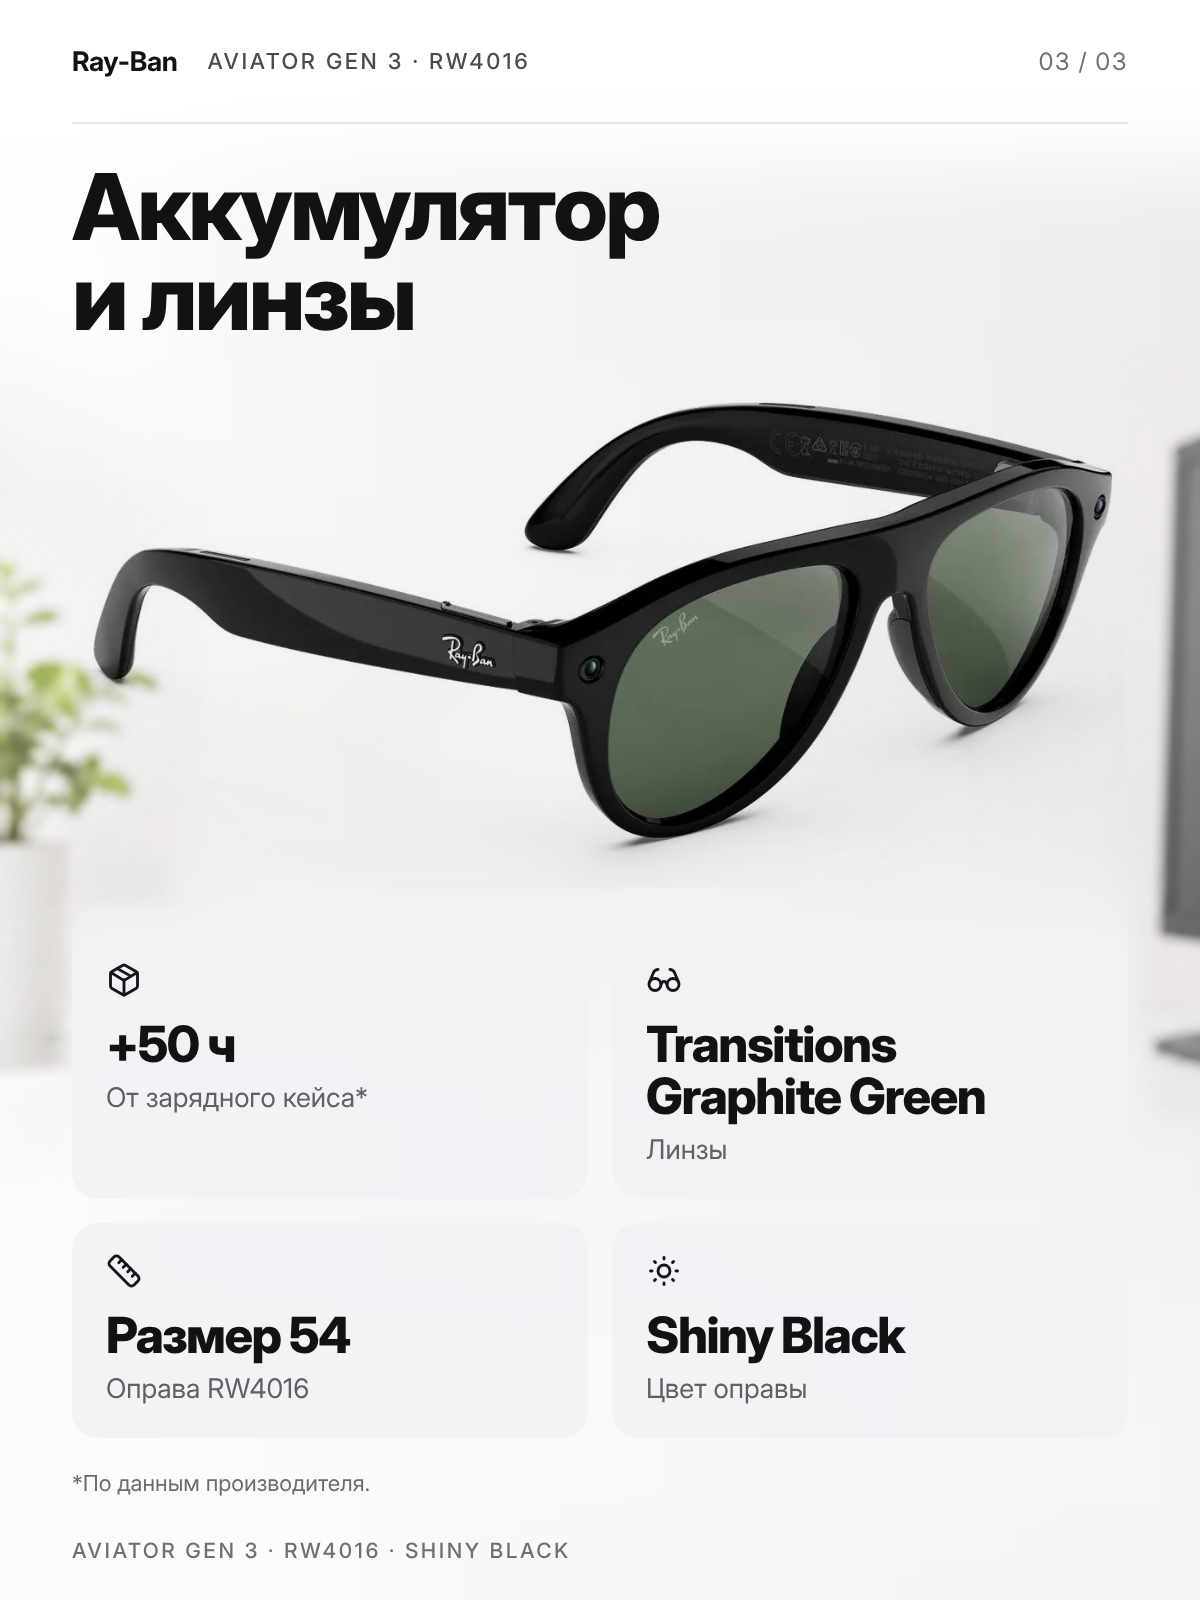 Ray-Ban AVIATOR GEN 3 · RW4016 03 / 03
Аккумулятор
и линзы
Ray-Ban
Ray-Ban
+50 ч
От зарядного кейса*
Transitions
Graphite Green
Линзы
Размер 54
Оправа RW4016
Shiny Black
Цвет оправы
*По данным производителя.
AVIATOR GEN 3 · RW4016 · SHINY BLACK